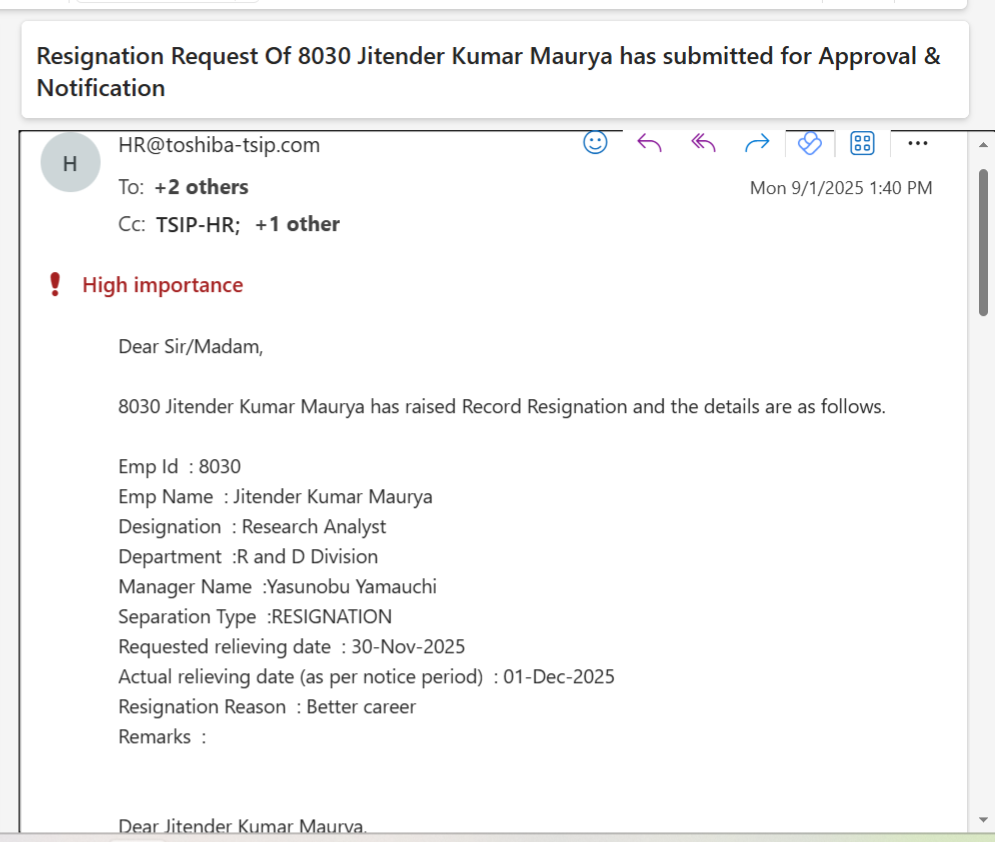 Resignation Request Of 8030 Jitender Kumar Maurya has submitted for Approval &
Notification
H
HR@toshiba-tsip.com
To: +2 others
Mon 9/1/2025 1:40 PM
Cc: TSIP-HR; +1 other
High importance
Dear Sir/Madam,
8030 Jitender Kumar Maurya has raised Record Resignation and the details are as follows.
Emp Id : 8030
Emp Name : Jitender Kumar Maurya
Designation : Research Analyst
Department :R and D Division
Manager Name :Yasunobu Yamauchi
Separation Type :RESIGNATION
Requested relieving date : 30-Nov-2025
Actual relieving date (as per notice period) : 01-Dec-2025
Resignation Reason : Better career
Remarks :
Dear Jitender Kumar Maurya,